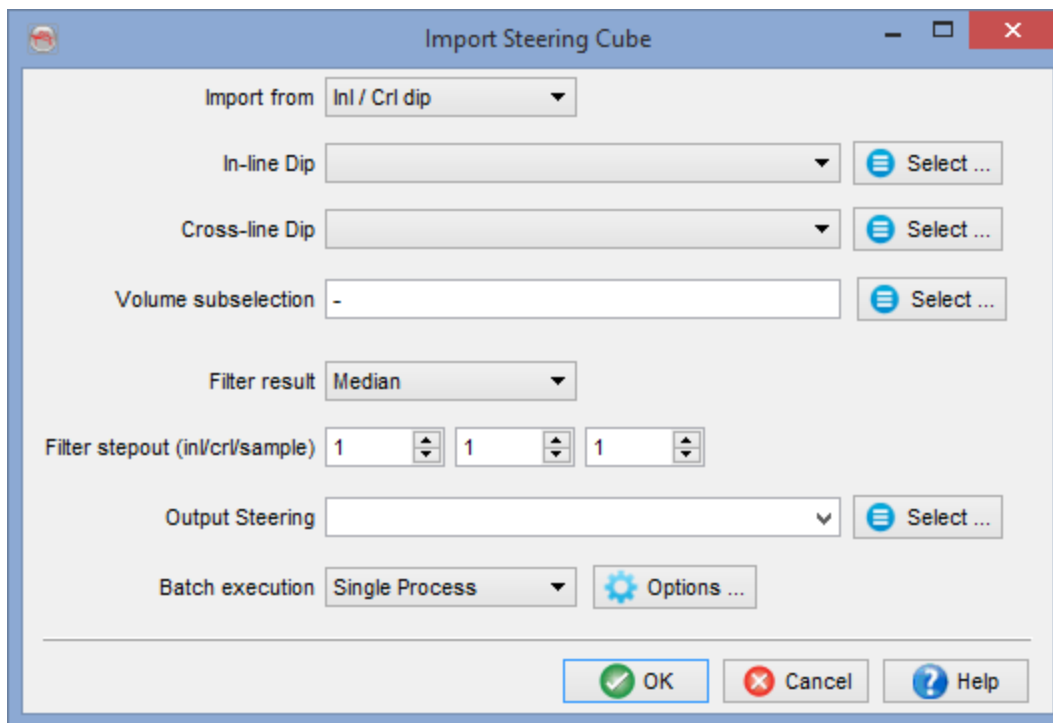 Import Steering Cube
Import from Inl / Crl dip
In-line Dip Select ...
Cross-line Dip Select ...
Volume subselection - Select ...
Filter result Median
Filter stepout (inl/crl/sample) 1 1 1
Output Steering Select ...
Batch execution Single Process Options ...
OK Cancel Help